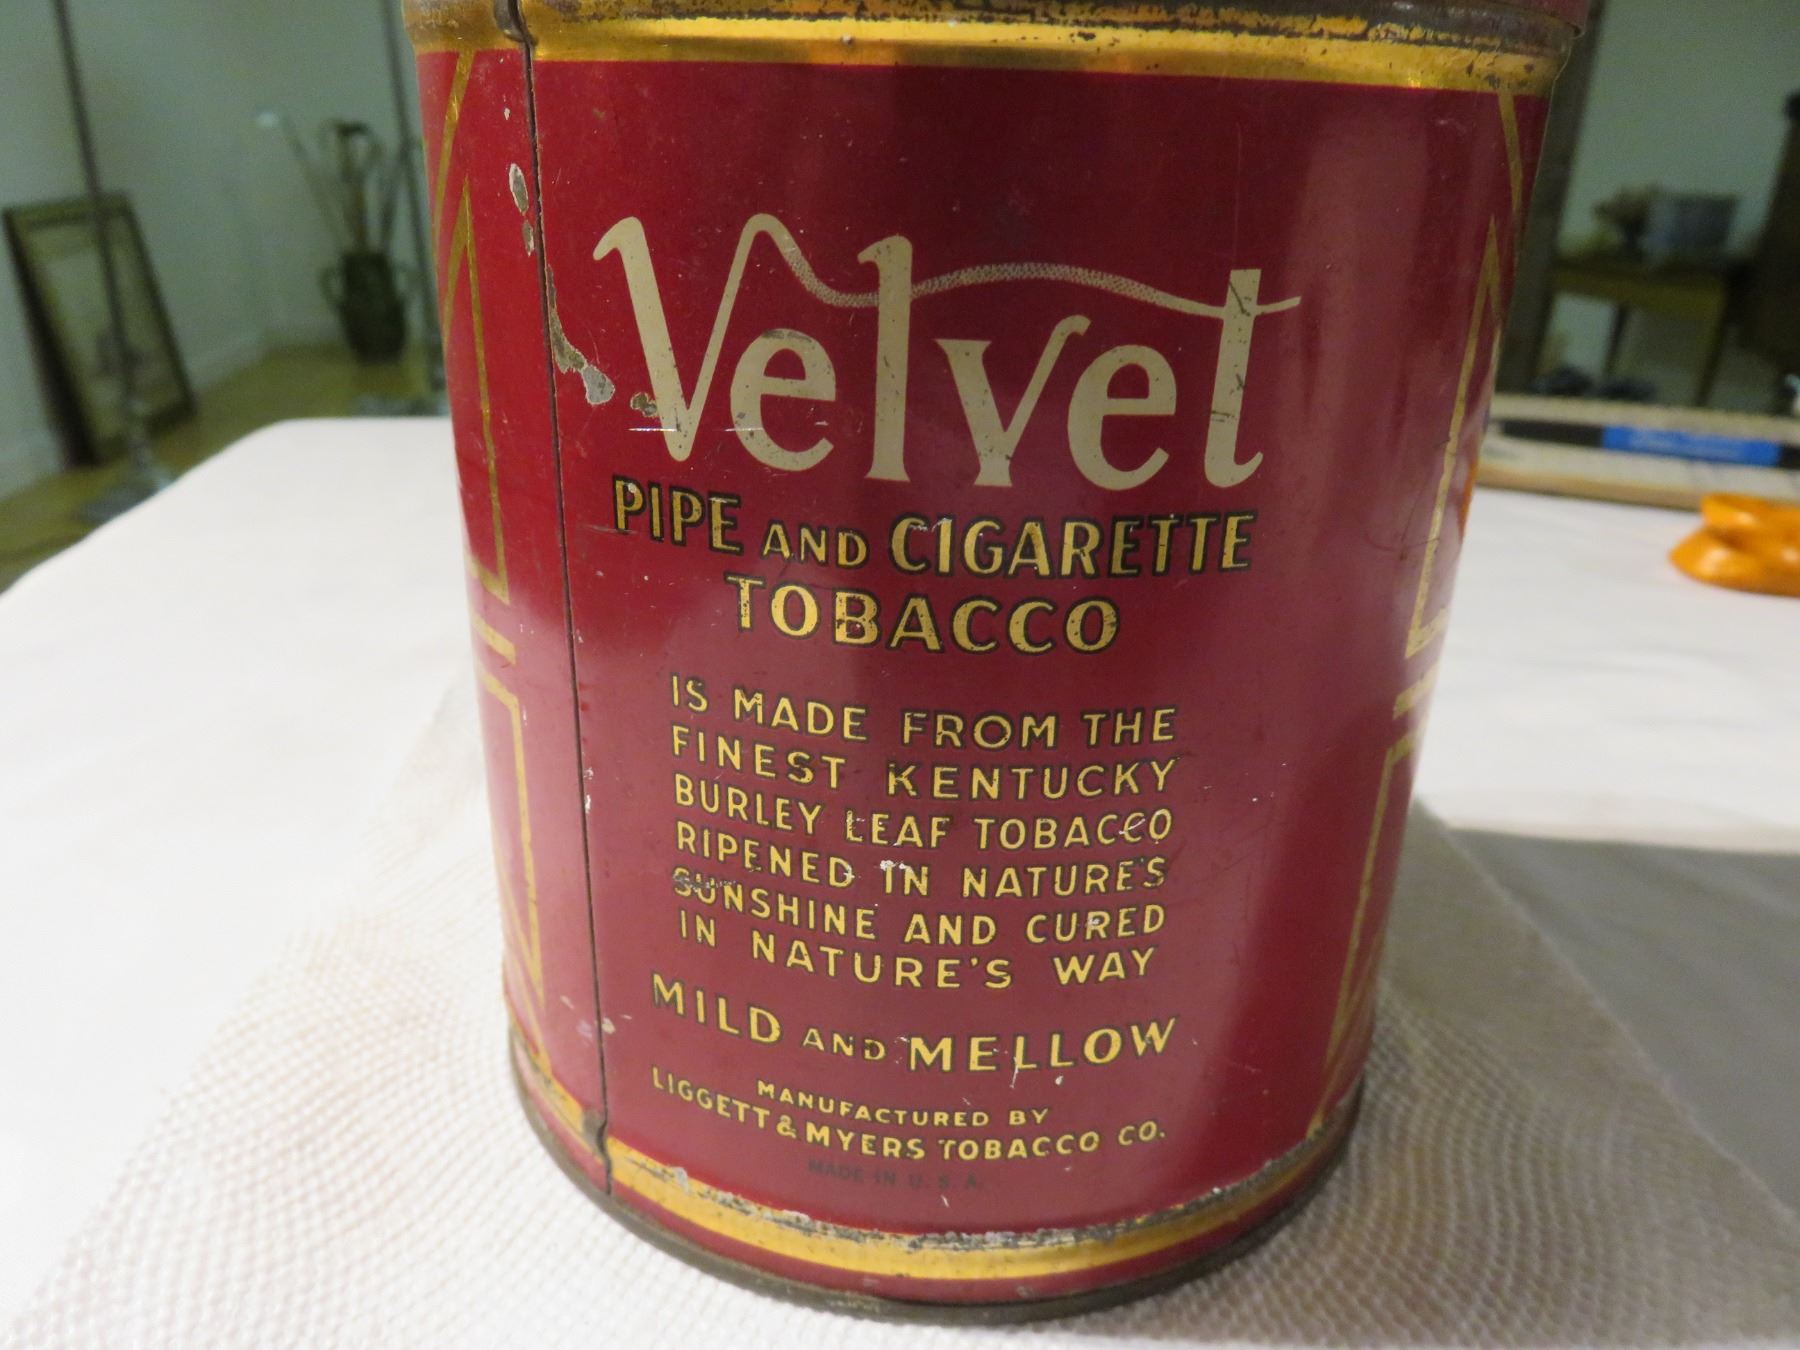 Velvet
PIPE AND CIGARETTE
TOBACCO
IS MADE FROM THE
FINEST KENTUCKY
BURLEY LEAF TOBACCO
RIPENED IN NATURE'S
SUNSHINE AND CURED
IN NATURE'S WAY
MILD AND MELLOW
MANUFACTURED BY
LIGGETT & MYERS TOBACCO CO.
MADE IN U. S. A.